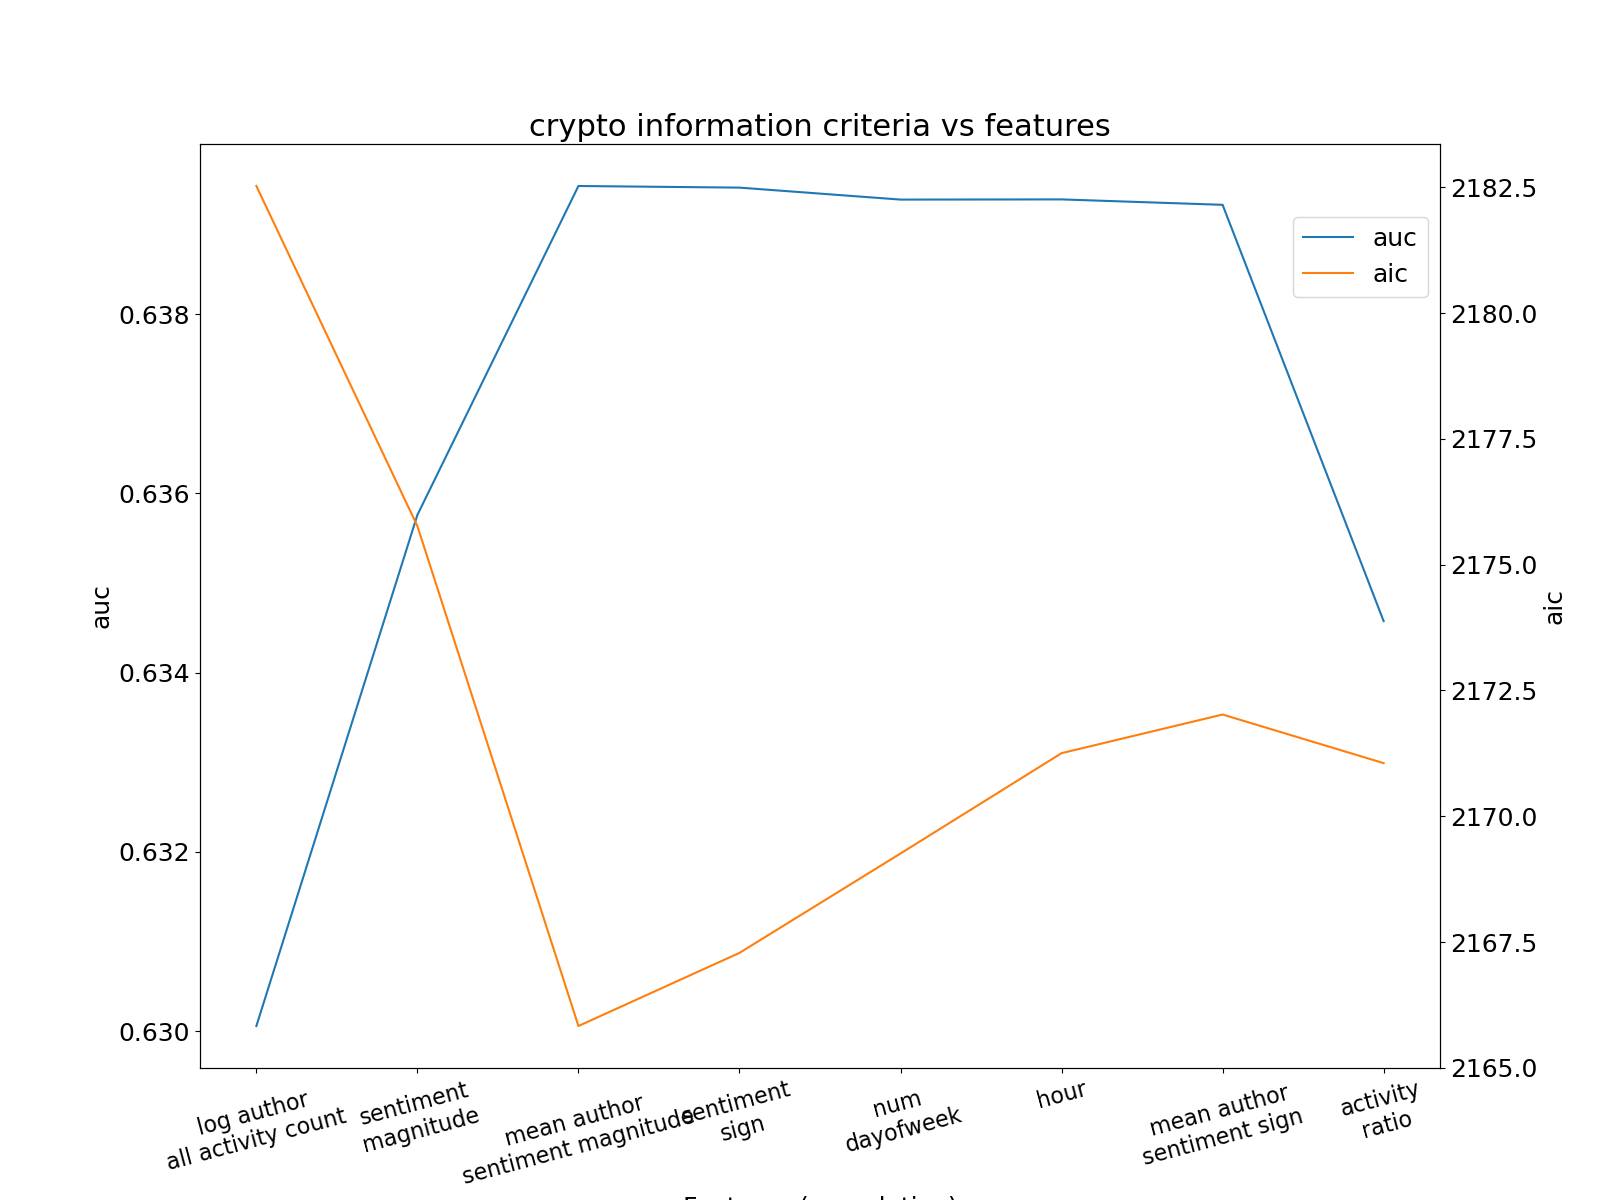 crypto information criteria vs features
auc
aic
0.638
0.636
0.634
0.632
0.630
auc
2182.5
2180.0
2177.5
2175.0
2172.5
2170.0
2167.5
2165.0
aic
log author
all activity count
sentiment
magnitude
mean author
sentiment magnitude
sentiment
sign
num
dayofweek
hour
mean author
sentiment sign
activity
ratio